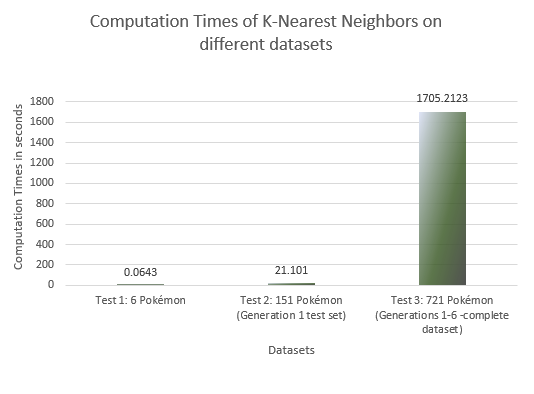 Computation Times of K-Nearest Neighbors on
different datasets
Computation Times in seconds
1800
1600
1400
1200
1000
800
600
400
200
0
0.0643
21.101
1705.2123
Test 1: 6 Pokémon
Test 2: 151 Pokémon
(Generation 1 test set)
Test 3: 721 Pokémon
(Generations 1-6 -complete
dataset)
Datasets